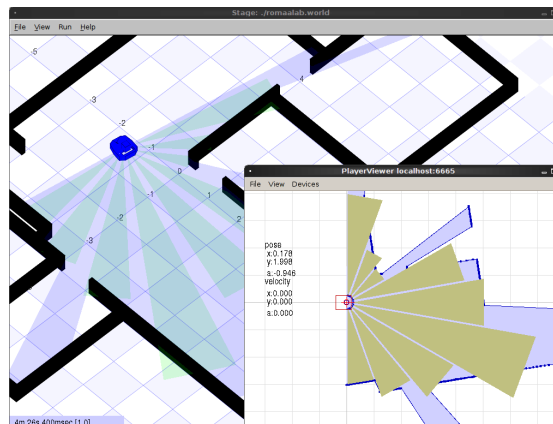 Stage: ./romaalab.world
File View Run Help
-5
4
-3
-2
-1
0
-1
1
-2
2
-3
PlayerViewer localhost:6665
File View Devices
pose
x:0.178
y:1.998
a:-0.946
velocity
x:0.000
y:0.000
a:0.000
4m 26s 400msec [1.0]